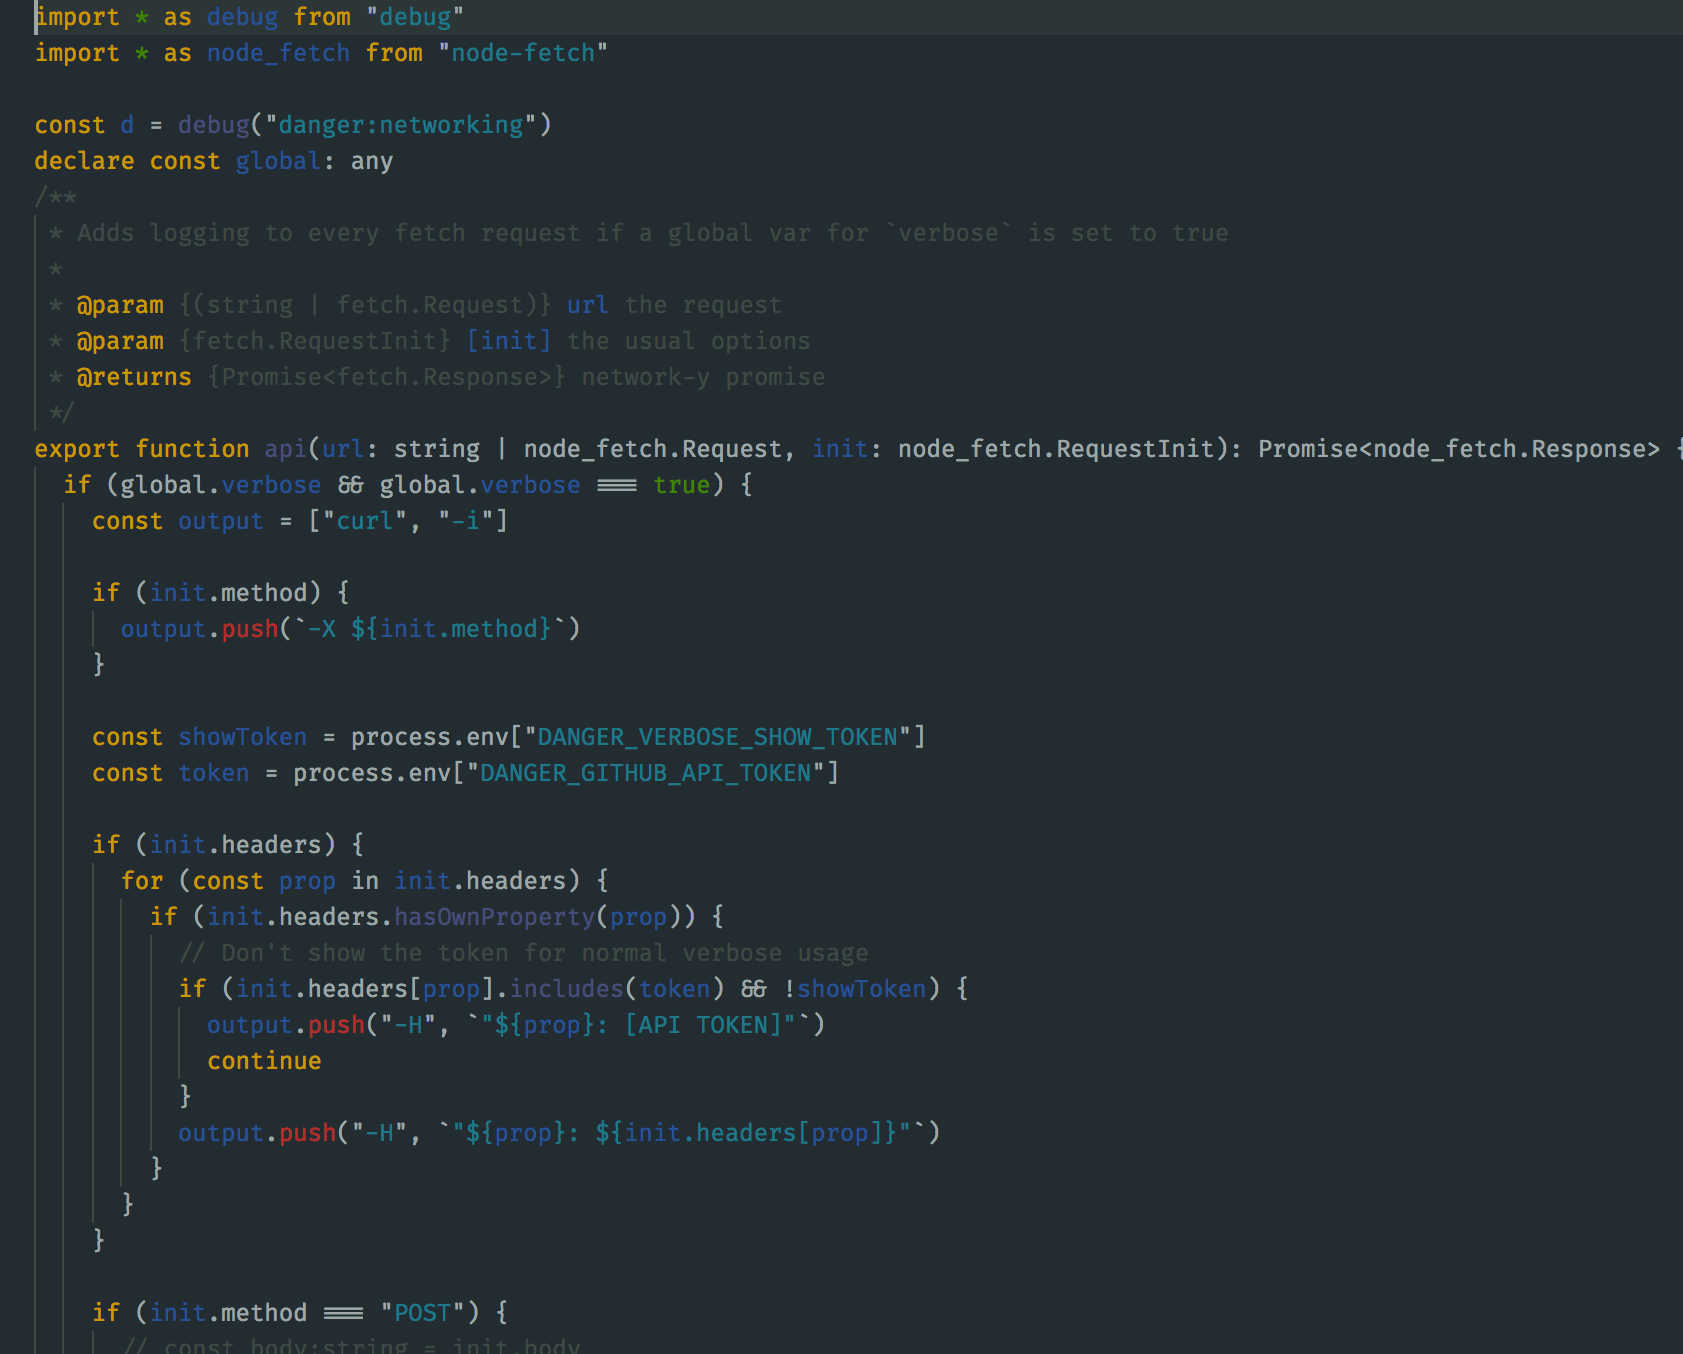 import * as debug from "debug"
import * as node_fetch from "node-fetch"

const d = debug("danger:networking")
declare const global: any
/**
 * Adds logging to every fetch request if a global var for `verbose` is set to true
 *
 * @param {(string | fetch.Request)} url the request
 * @param {fetch.RequestInit} [init] the usual options
 * @returns {Promise<fetch.Response>} network-y promise
 */
export function api(url: string | node_fetch.Request, init: node_fetch.RequestInit): Promise<node_fetch.Response> {
  if (global.verbose && global.verbose === true) {
    const output = ["curl", "-i"]

    if (init.method) {
      output.push(`-X ${init.method}`)
    }

    const showToken = process.env["DANGER_VERBOSE_SHOW_TOKEN"]
    const token = process.env["DANGER_GITHUB_API_TOKEN"]

    if (init.headers) {
      for (const prop in init.headers) {
        if (init.headers.hasOwnProperty(prop)) {
          // Don't show the token for normal verbose usage
          if (init.headers[prop].includes(token) && !showToken) {
            output.push("-H", `"${prop}: [API TOKEN]"`)
            continue
          }
          output.push("-H", `"${prop}: ${init.headers[prop]}"`)
        }
      }
    }

    if (init.method === "POST") {
      // const body:string = init.body